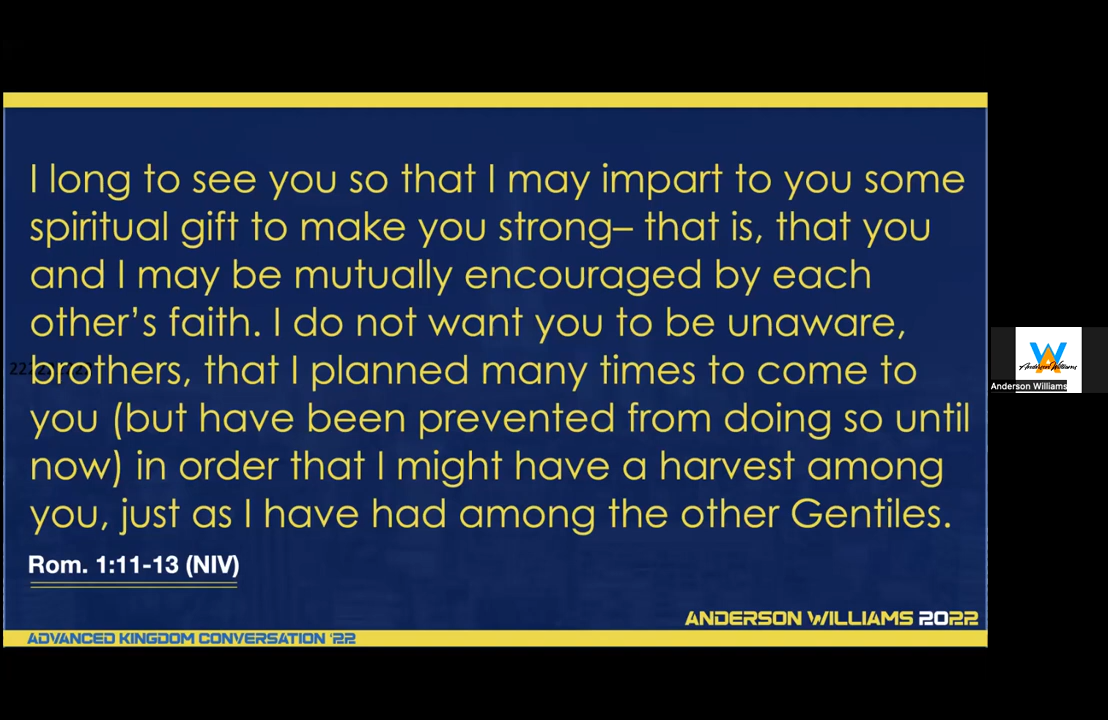 I long to see you so that I may impart to you some
spiritual gift to make you strong– that is, that you
and I may be mutually encouraged by each
other’s faith. I do not want you to be unaware,
brothers, that I planned many times to come to
you (but have been prevented from doing so until
now) in order that I might have a harvest among
you, just as I have had among the other Gentiles.
Rom. 1:11-13 (NIV)
ANDERSON WILLIAMS 2022
ADVANCED KINGDOM CONVERSATION '22
Anderson Williams
Anderson Williams